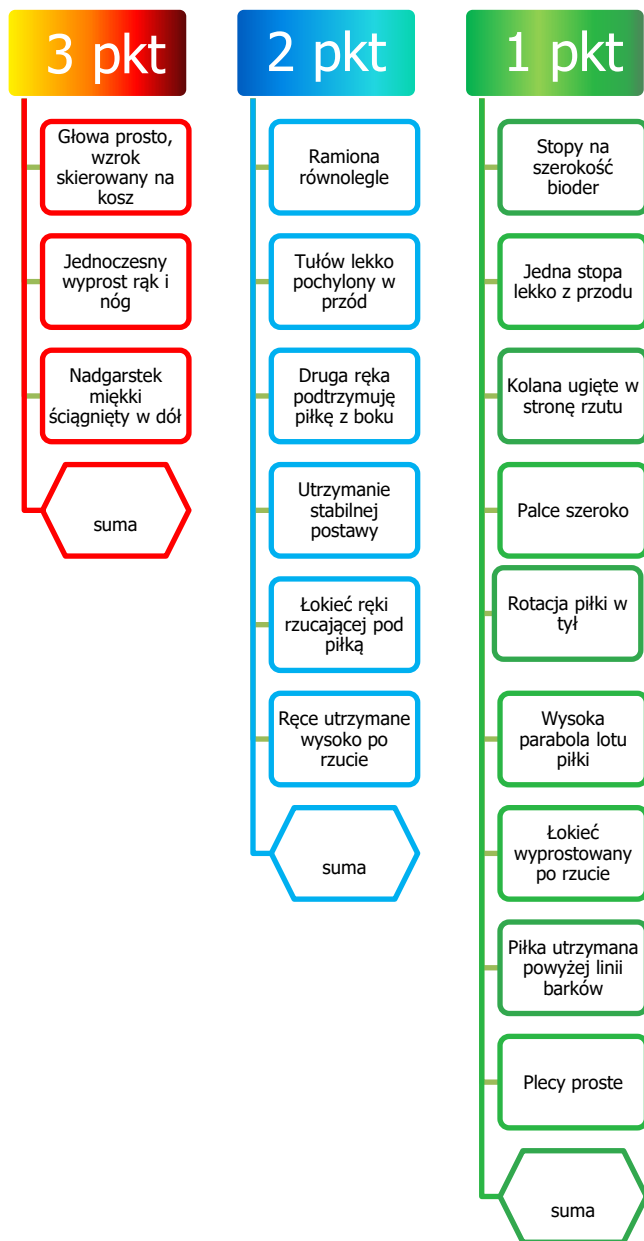 3 pkt
Głowa prosto,
wzrok
skierowany na
kosz
Jednoczesny
wyprost rąk i
nóg
Nadgarstek
miękki
ściągnięty w dół
suma
2 pkt
Ramiona
równolegle
Tułów lekko
pochylony w
przód
Druga ręka
podtrzymuję
piłkę z boku
Utrzymanie
stabilnej
postawy
Łokieć ręki
rzucającej pod
piłką
Ręce utrzymane
wysoko po
rzucie
suma
1 pkt
Stopy na
szerokość
bioder
Jedna stopa
lekko z przodu
Kolana ugięte w
stronę rzutu
Palce szeroko
Rotacja piłki w
tył
Wysoka
parabola lotu
piłki
Łokieć
wyprostowany
po rzucie
Piłka utrzymana
powyżej linii
barków
Plecy proste
suma